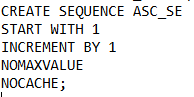 CREATE SEQUENCE ASC_SE
START WITH 1
INCREMENT BY 1
NOMAXVALUE
NOCACHE;